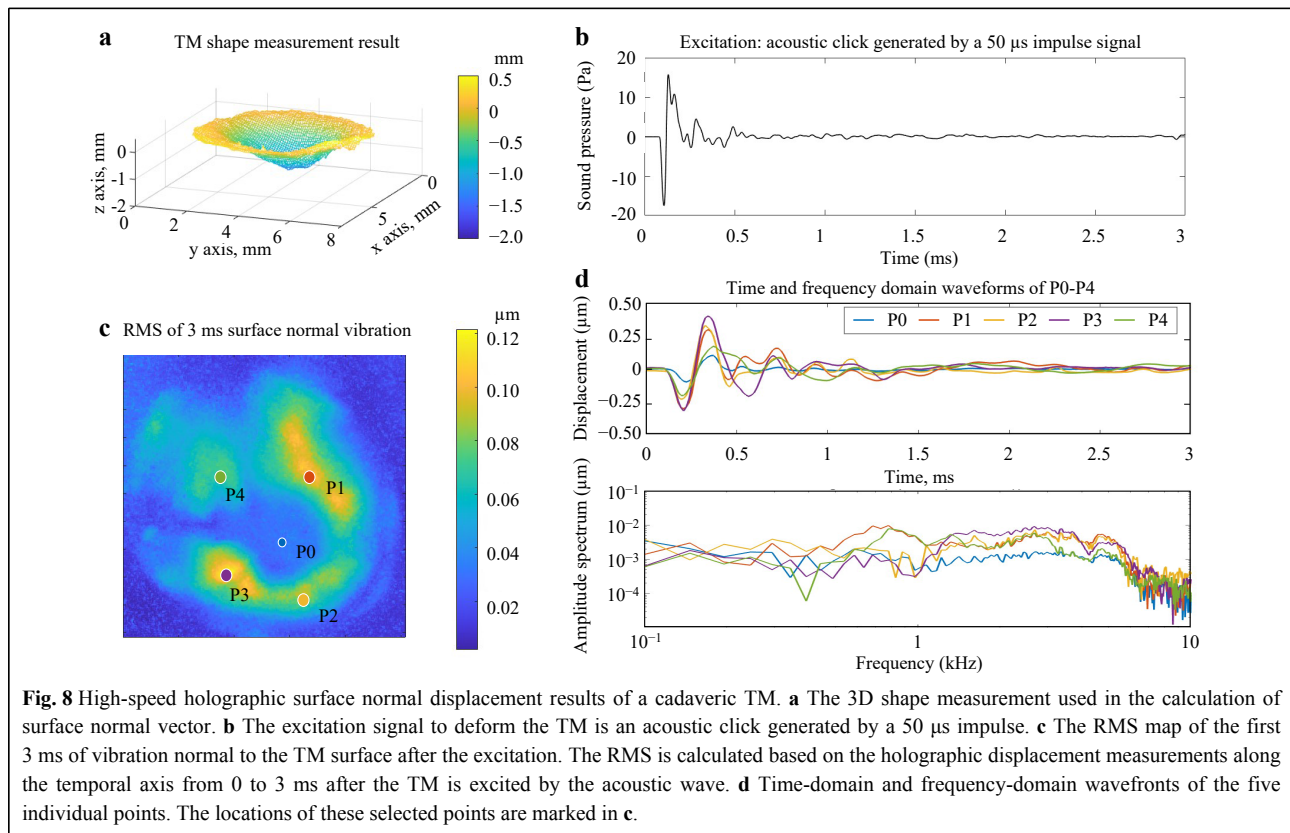 a
TM shape measurement result
mm
0.5
0
−0.5
−1.0
−1.5
−2.0
z axis, mm
0
-1
-2
0
2
4
6
8
y axis, mm
0
5
x axis, mm
b
Excitation: acoustic click generated by a 50 µs impulse signal
Sound pressure (Pa)
20
10
0
-10
20
0
0.5
1
1.5
2
2.5
3
Time (ms)
c RMS of 3 ms surface normal vibration
µm
0.12
0.10
0.08
0.06
0.04
0.02
P4
P1
P0
P3
P2
d
Time and frequency domain waveforms of P0-P4
P0 P1 P2 P3 P4
Displacement (µm)
0.50
0.25
0
−0.25
−0.50
0
0.5
1
1.5
2
2.5
3
Time, ms
Amplitude spectrum (µm)
10−1
10−2
10−3
10−4
10−1
1
10
Frequency (kHz)
Fig. 8 High-speed holographic surface normal displacement results of a cadaveric TM. a The 3D shape measurement used in the calculation of
surface normal vector. b The excitation signal to deform the TM is an acoustic click generated by a 50 µs impulse. c The RMS map of the first
3 ms of vibration normal to the TM surface after the excitation. The RMS is calculated based on the holographic displacement measurements along
the temporal axis from 0 to 3 ms after the TM is excited by the acoustic wave. d Time-domain and frequency-domain wavefronts of the five
individual points. The locations of these selected points are marked in c.